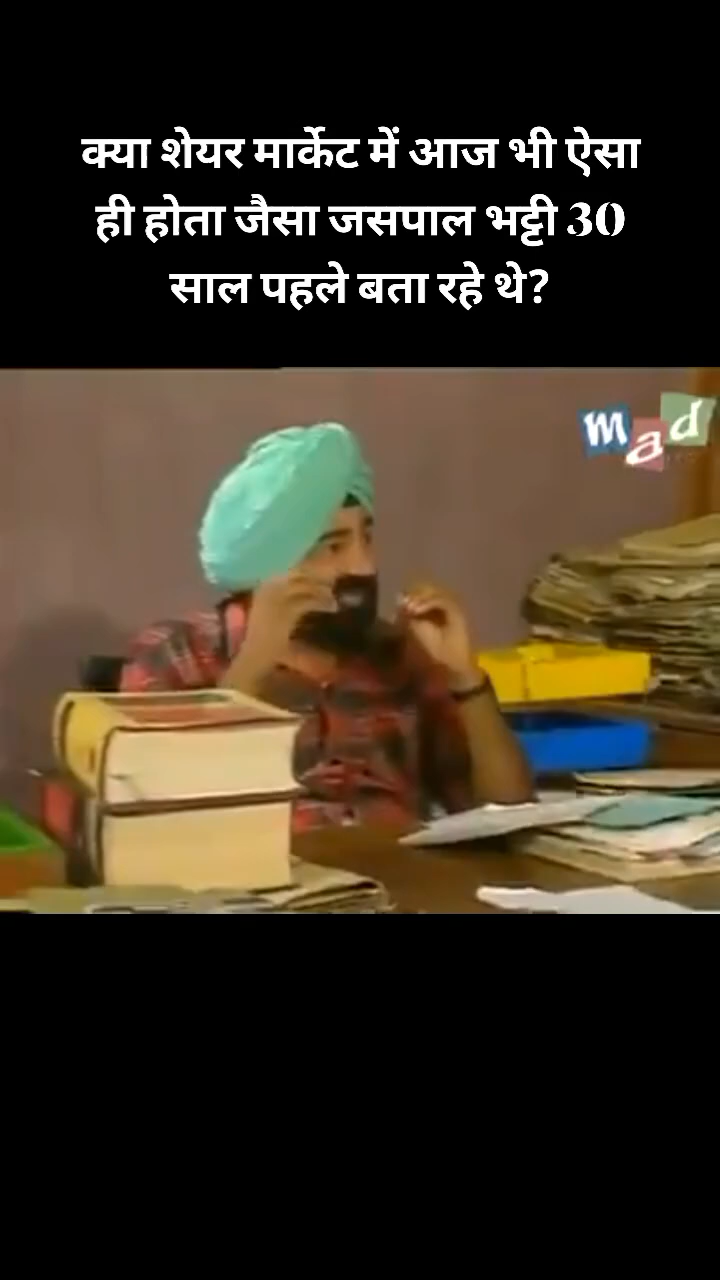 क्या शेयर मार्केट में आज भी ऐसा
ही होता जैसा जसपाल भट्टी 30
साल पहले बता रहे थे?
mad